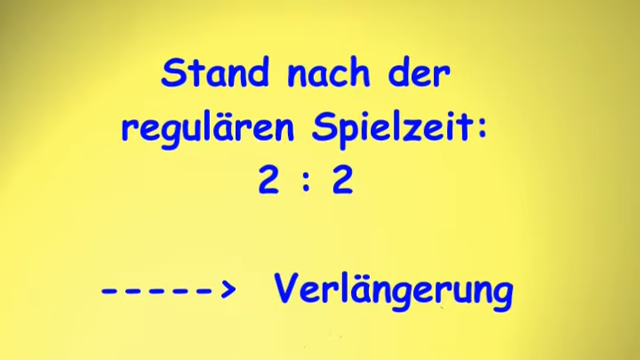 Stand nach der
regulären Spielzeit:
2 : 2
-----> Verlängerung